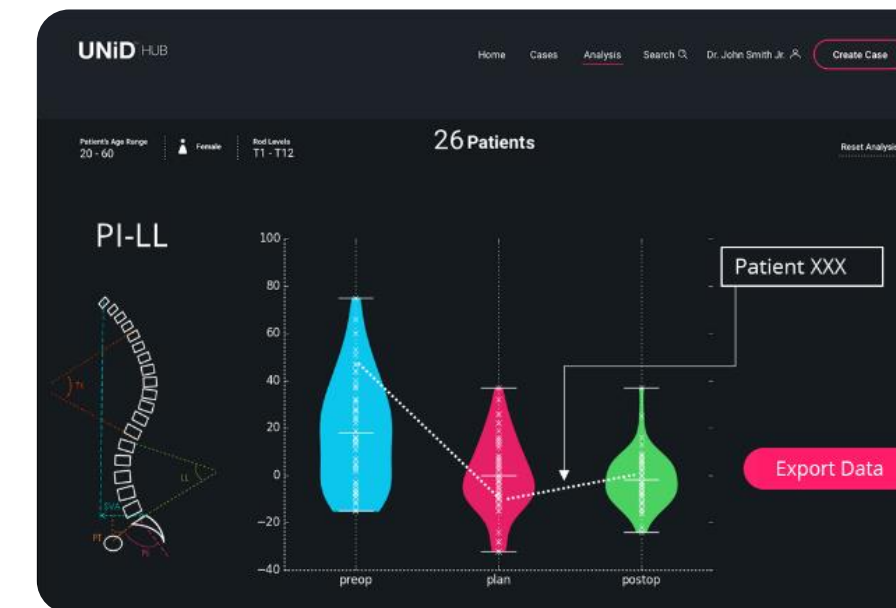 UNiD HUB
Home Cases Analysis Search Dr. John Smith Jr. Create Case
Patient's Age Range
20 - 60
Female
Rod Levels
T1 - T12
26 Patients
Reset Analysis
PI-LL
100
80
60
40
20
0
−20
−40
preop plan postop
Patient XXX
Export Data
LL
SVA
PT
PI